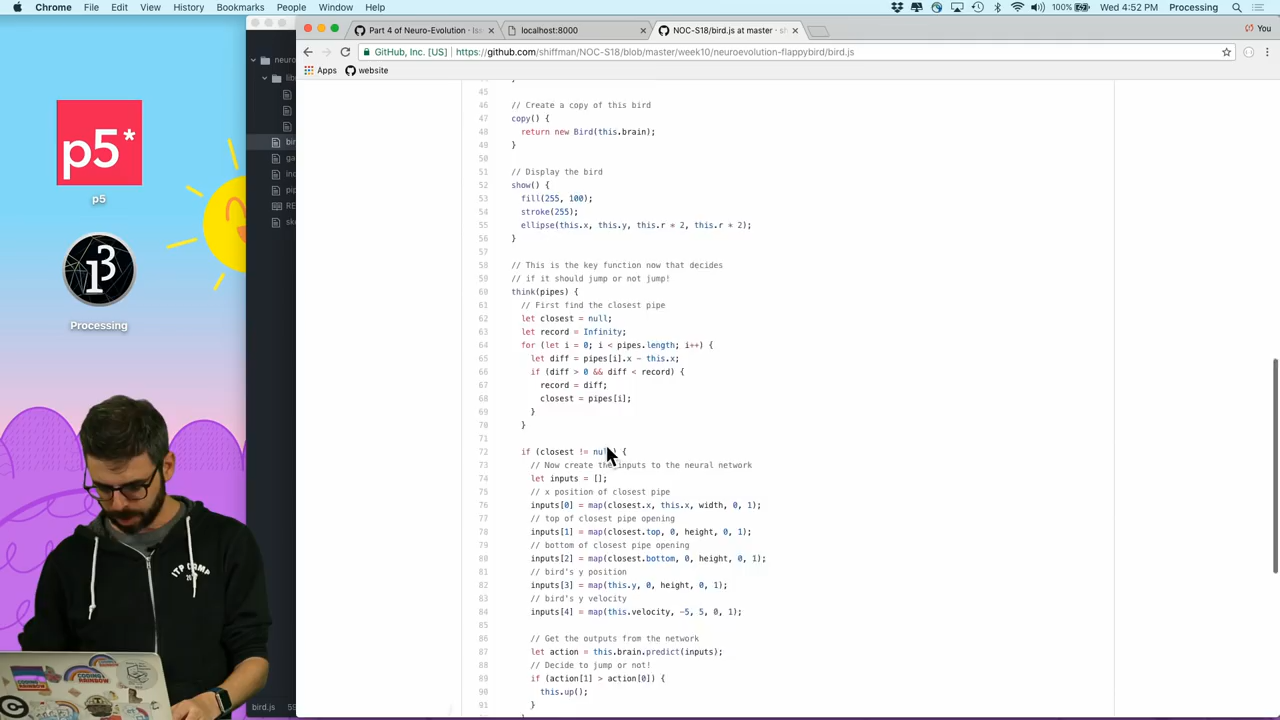 Chrome File Edit View History Bookmarks People Window Help 100% Wed 4:52 PM Processing
Part 4 of Neuro-Evolution - Iss × localhost:8000 × NOC-S18/bird.js at master · sh × You
GitHub, Inc. [US] https://github.com/shiffman/NOC-S18/blob/master/week10/neuroevolution-flappybird/bird.js
Apps website
p5*
p5
Processing
ITP CAMP
CODING RAINBOW
bird.js
45
46 // Create a copy of this bird
47 copy() {
48 return new Bird(this.brain);
49 }
50
51 // Display the bird
52 show() {
53 fill(255, 100);
54 stroke(255);
55 ellipse(this.x, this.y, this.r * 2, this.r * 2);
56 }
57
58 // This is the key function now that decides
59 // if it should jump or not jump!
60 think(pipes) {
61 // First find the closest pipe
62 let closest = null;
63 let record = Infinity;
64 for (let i = 0; i < pipes.length; i++) {
65 let diff = pipes[i].x - this.x;
66 if (diff > 0 && diff < record) {
67 record = diff;
68 closest = pipes[i];
69 }
70 }
71
72 if (closest != nul) {
73 // Now create the inputs to the neural network
74 let inputs = [];
75 // x position of closest pipe
76 inputs[0] = map(closest.x, this.x, width, 0, 1);
77 // top of closest pipe opening
78 inputs[1] = map(closest.top, 0, height, 0, 1);
79 // bottom of closest pipe opening
80 inputs[2] = map(closest.bottom, 0, height, 0, 1);
81 // bird's y position
82 inputs[3] = map(this.y, 0, height, 0, 1);
83 // bird's y velocity
84 inputs[4] = map(this.velocity, -5, 5, 0, 1);
85
86 // Get the outputs from the network
87 let action = this.brain.predict(inputs);
88 // Decide to jump or not!
89 if (action[1] > action[0]) {
90 this.up();
91 }